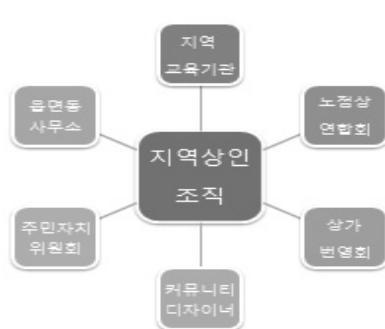 지역
교육기관
읍면동
사무소
노점상
연합회
지역상인
조직
주민자치
위원회
상가
번영회
커뮤니티
디자이너